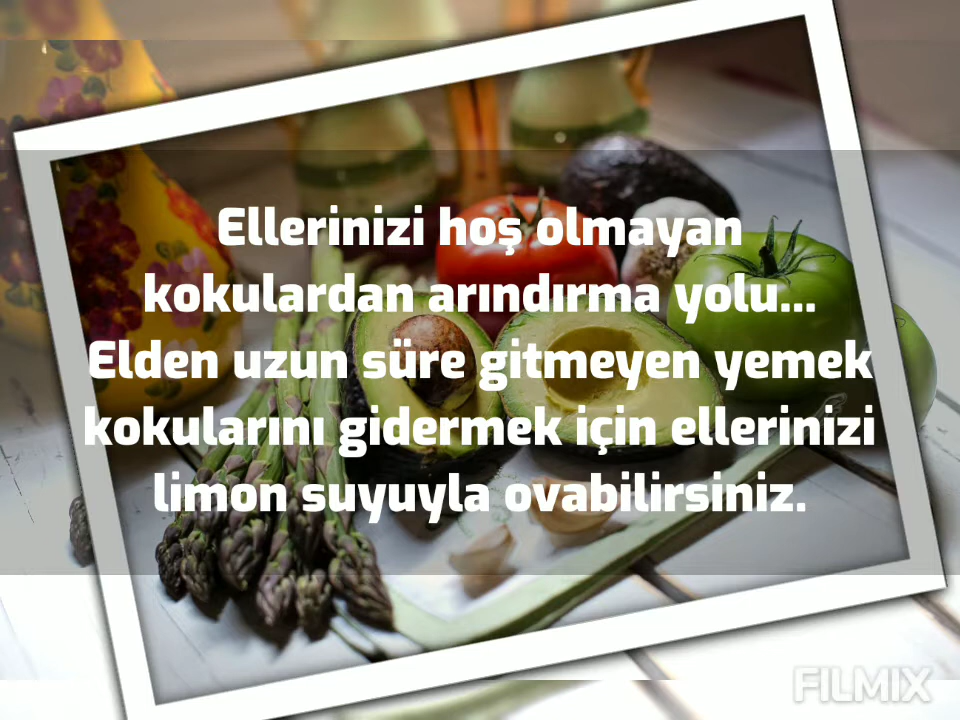 Ellerinizi hoş olmayan
kokulardan arındırma yolu...
Elden uzun süre gitmeyen yemek
kokularını gidermek için ellerinizi
limon suyuyla ovabilirsiniz.
FILMIX